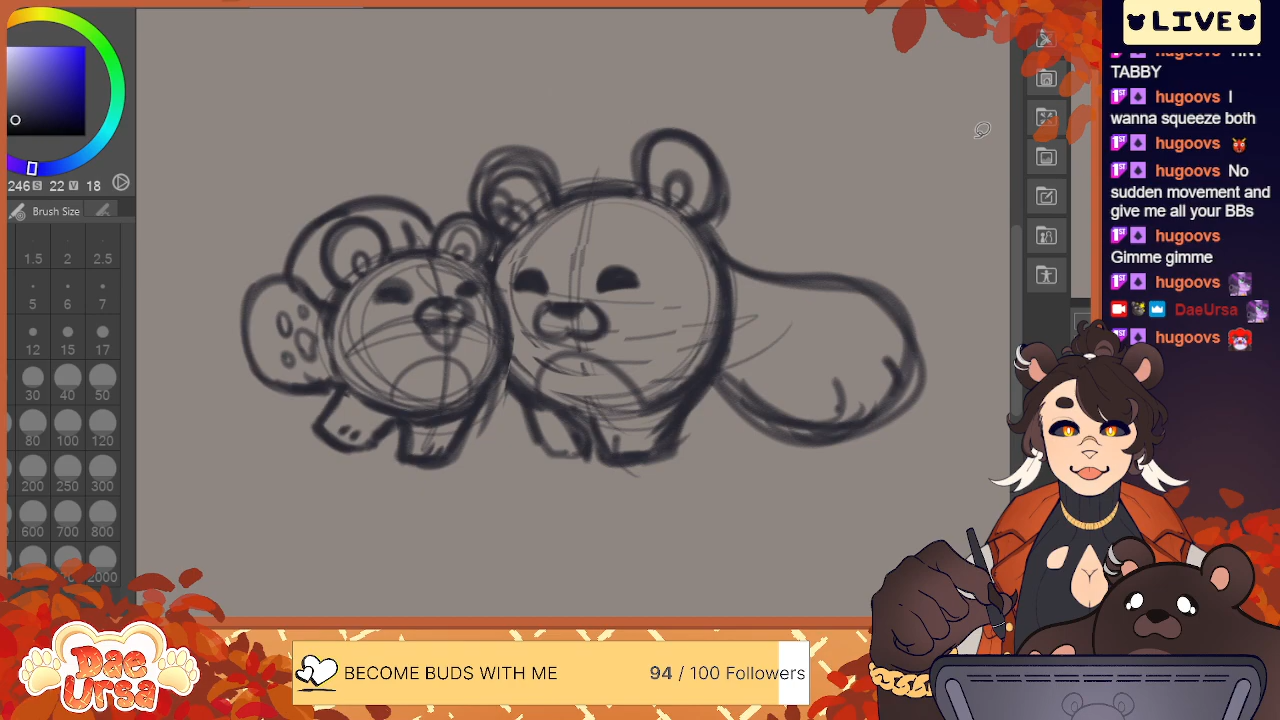 LIVE
hugoovs TINY
TABBY
hugoovs I
wanna squeeze both
hugoovs
hugoovs No
sudden movement and
give me all your BBs
hugoovs
Gimme gimme
hugoovs
DaeUrsa
hugoovs
246 S 22 V 18
Brush Size
1.5 2 2.5
5 6 7
12 15 17
30 40 50
80 100 120
200 250 300
600 700 800
2000
Dae
Ursa
BECOME BUDS WITH ME
94 / 100 Followers